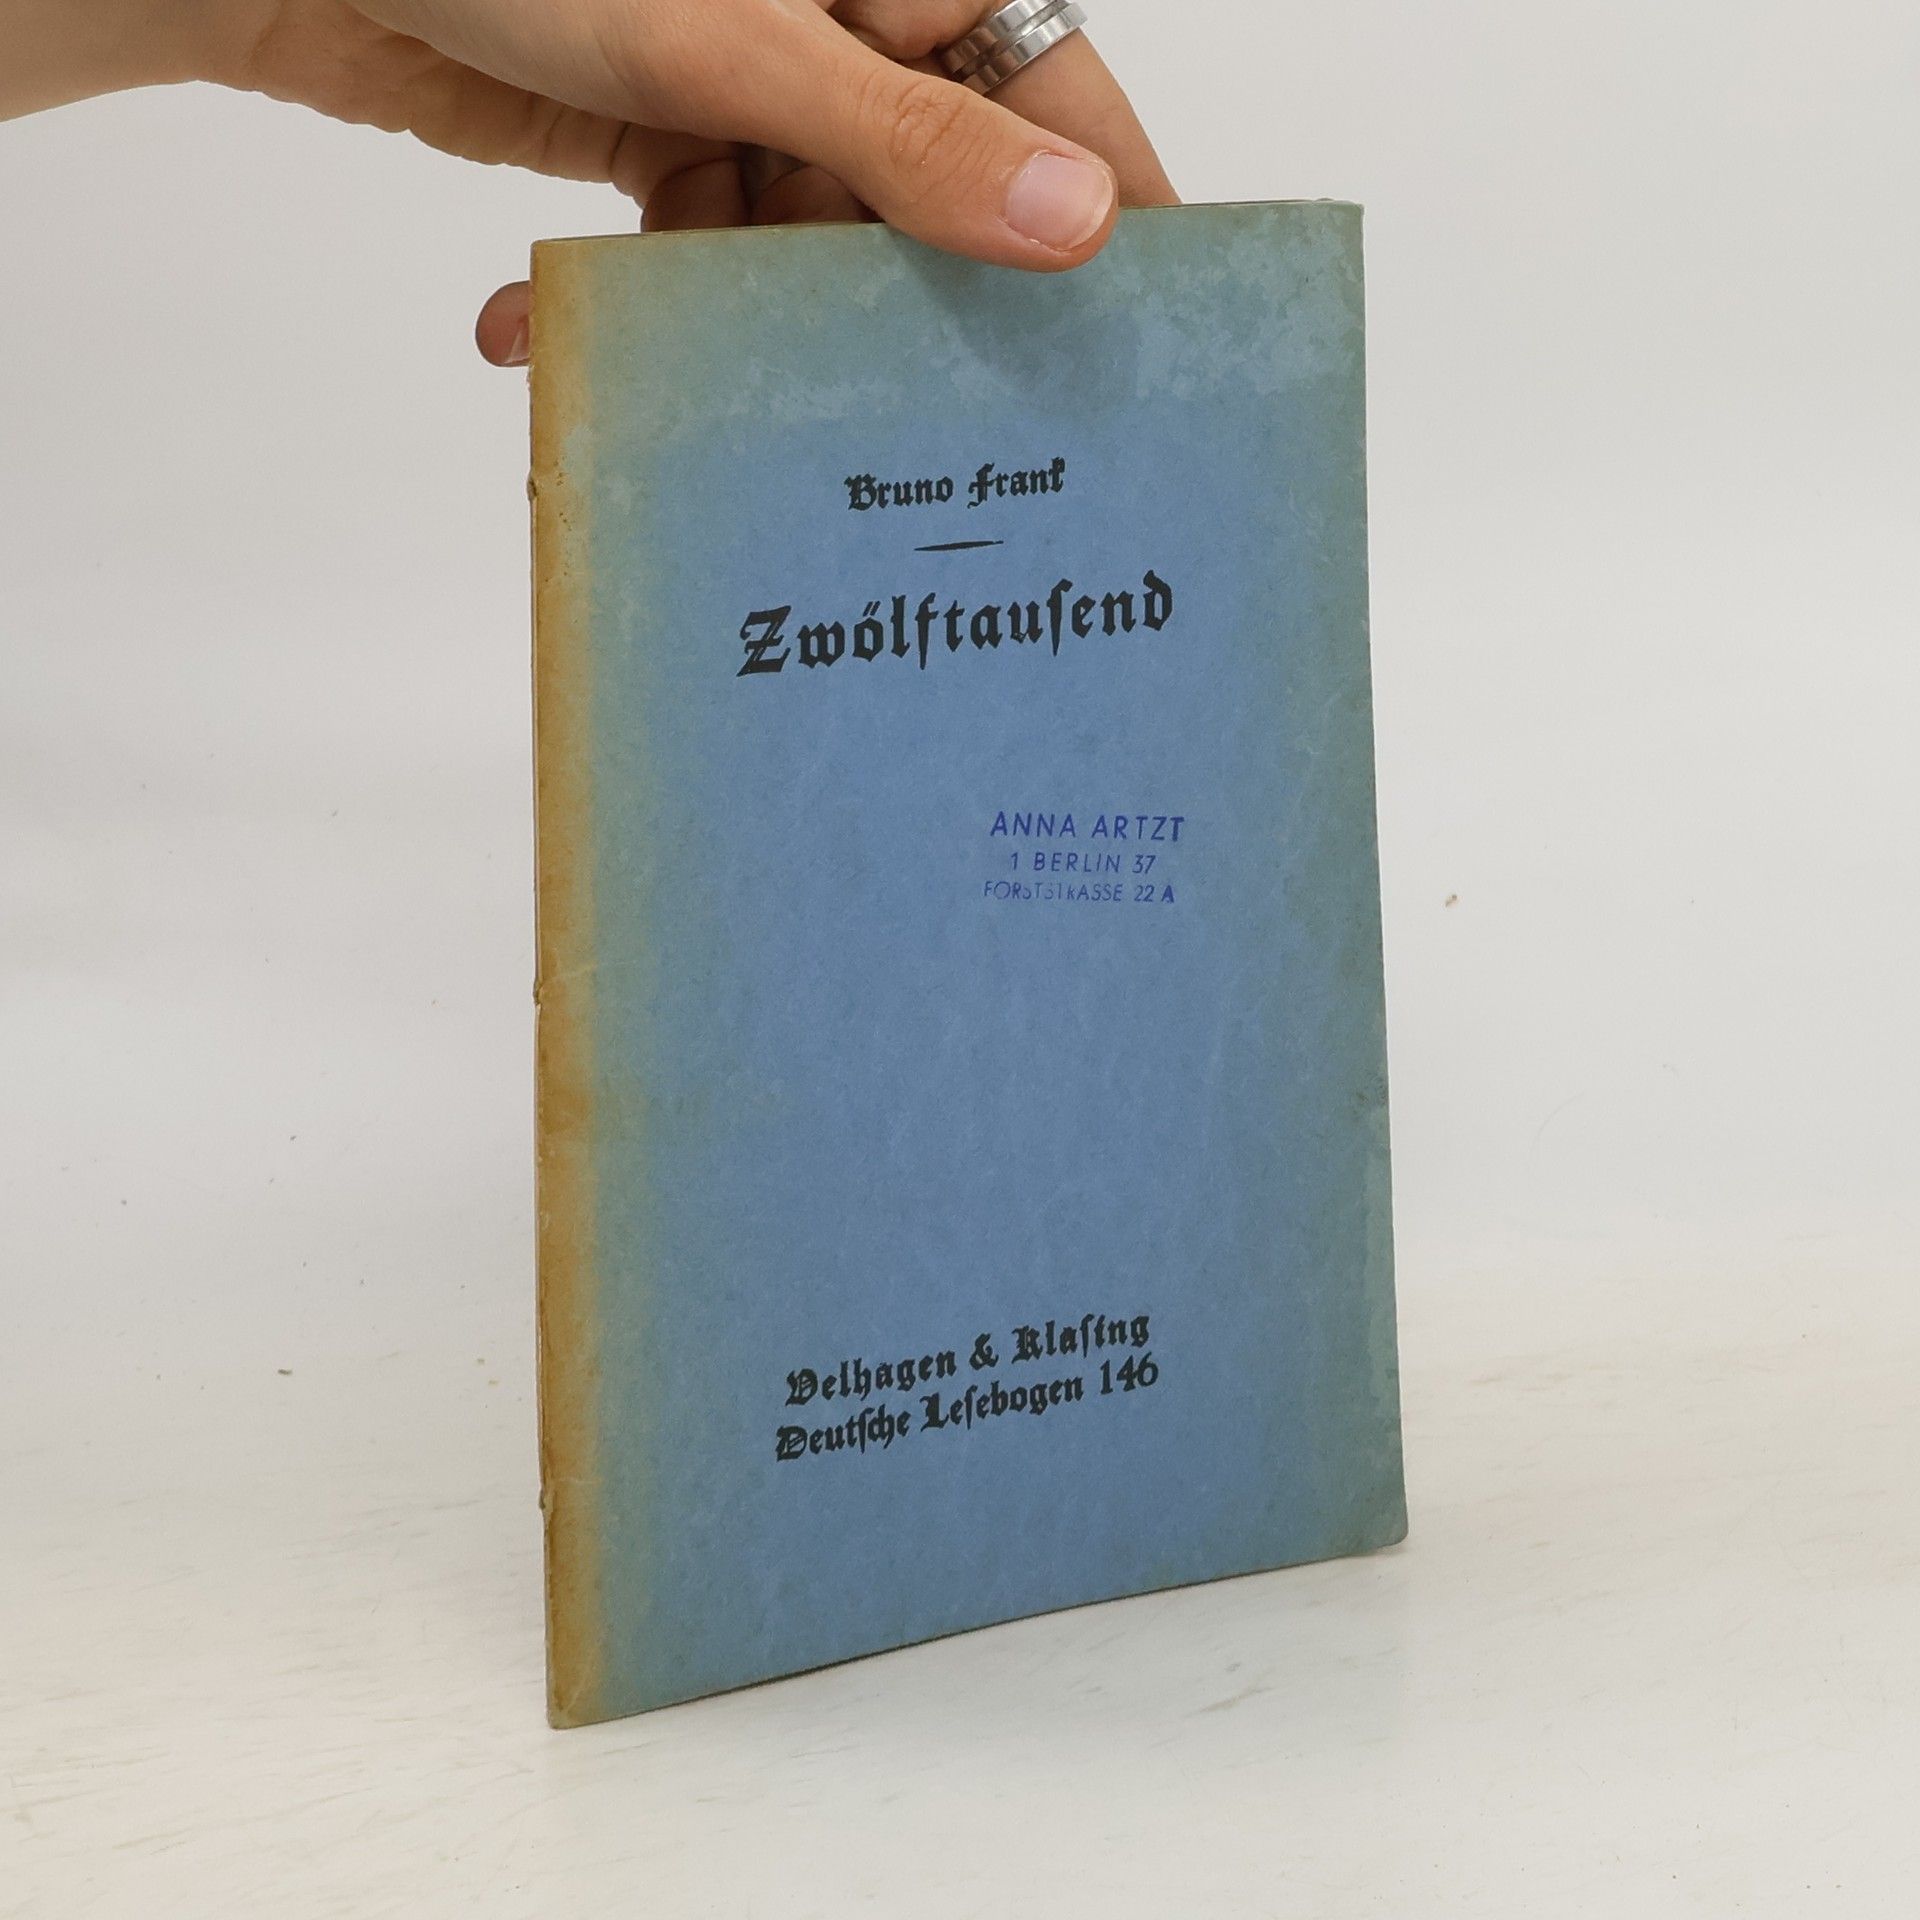 Bruno Frank
Zwölftauſend
ANNA ARTZT
1 BERLIN 37
FORSTSTRASSE 22 A
Velhagen & Klaſing
Deutſche Leſebogen 146